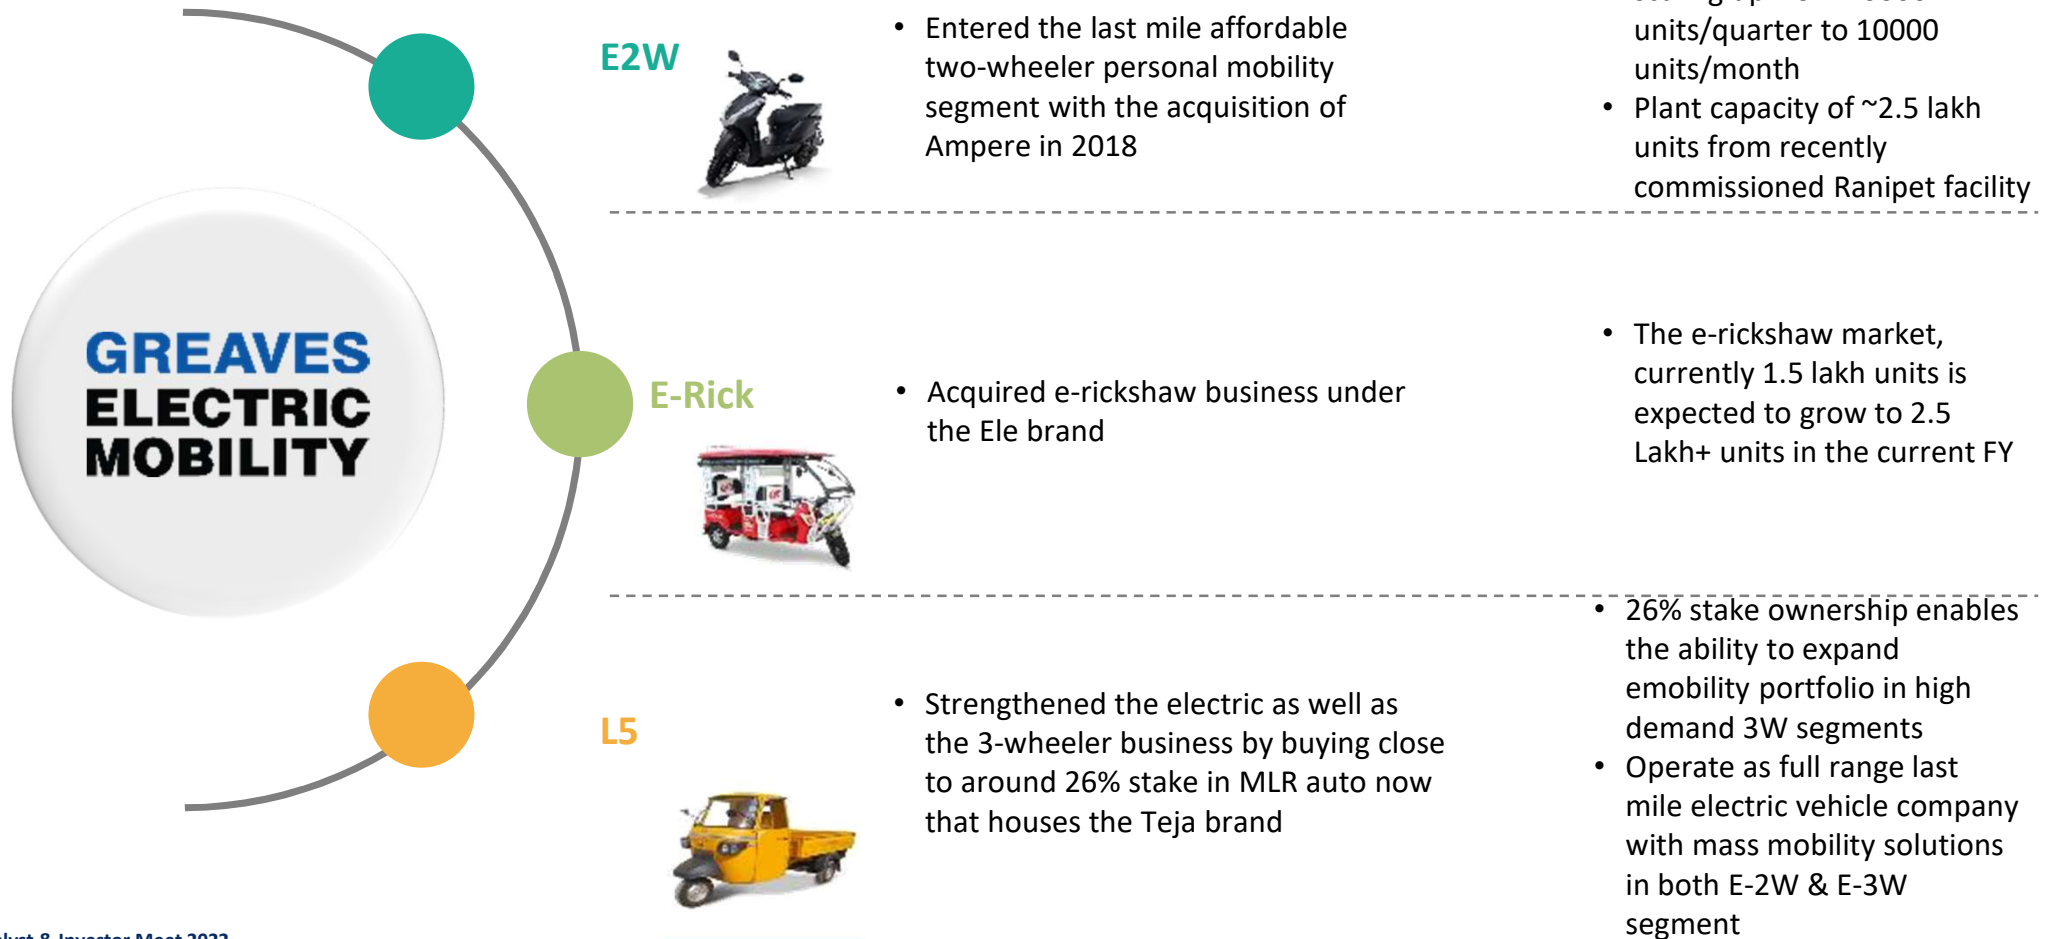 GREAVES
ELECTRIC
MOBILITY
E2W
• Entered the last mile affordable
two-wheeler personal mobility
segment with the acquisition of
Ampere in 2018
units/quarter to 10000
units/month
• Plant capacity of ~2.5 lakh
units from recently
commissioned Ranipet facility
E-Rick
• Acquired e-rickshaw business under
the Ele brand
• The e-rickshaw market,
currently 1.5 lakh units is
expected to grow to 2.5
Lakh+ units in the current FY
L5
• Strengthened the electric as well as
the 3-wheeler business by buying close
to around 26% stake in MLR auto now
that houses the Teja brand
• 26% stake ownership enables
the ability to expand
emobility portfolio in high
demand 3W segments
• Operate as full range last
mile electric vehicle company
with mass mobility solutions
in both E-2W & E-3W
segment
& Investor Meet 2022